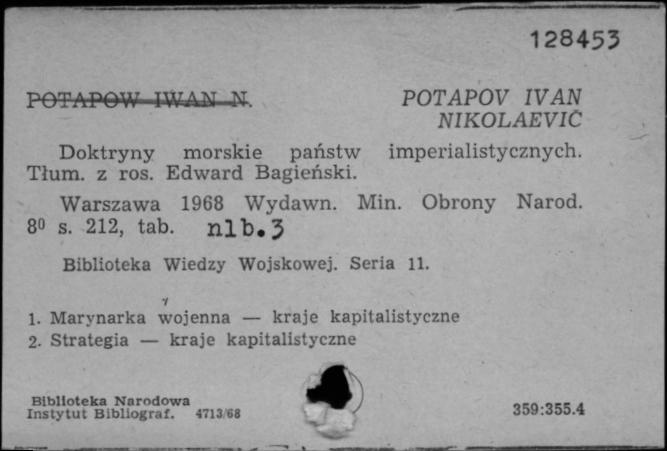 128453
POTAPOW IWAN N. POTAPOV IVAN
NIKOLAEVIČ
Doktryny morskie państw imperialistycznych.
Tłum. z ros. Edward Bagieński.
Warszawa 1968 Wydawn. Min. Obrony Narod.
8⁰ s. 212, tab. nlb.3
Biblioteka Wiedzy Wojskowej. Seria 11.
1. Marynarka wojenna — kraje kapitalistyczne
2. Strategia — kraje kapitalistyczne
Biblioteka Narodowa
Instytut Bibliograf. 4713/68 359:355.4